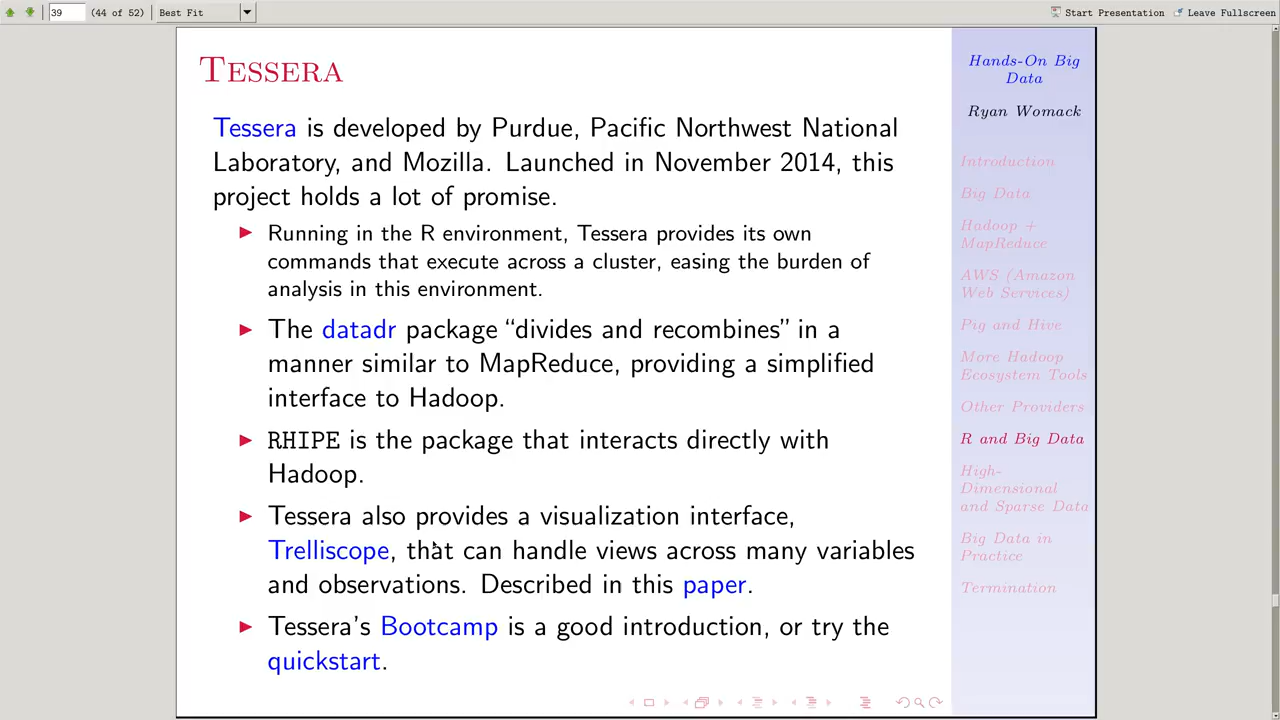 39 (44 of 52) Best Fit Start Presentation Leave Fullscreen
TESSERA
Tessera is developed by Purdue, Pacific Northwest National
Laboratory, and Mozilla. Launched in November 2014, this
project holds a lot of promise.
Running in the R environment, Tessera provides its own
commands that execute across a cluster, easing the burden of
analysis in this environment.
The datadr package “divides and recombines” in a
manner similar to MapReduce, providing a simplified
interface to Hadoop.
RHIPE is the package that interacts directly with
Hadoop.
Tessera also provides a visualization interface,
Trelliscope, that can handle views across many variables
and observations. Described in this paper.
Tessera's Bootcamp is a good introduction, or try the
quickstart.
Hands-On Big
Data
Ryan Womack
Introduction
Big Data
Hadoop +
MapReduce
AWS (Amazon
Web Services)
Pig and Hive
More Hadoop
Ecosystem Tools
Other Providers
R and Big Data
High-
Dimensional
and Sparse Data
Big Data in
Practice
Termination